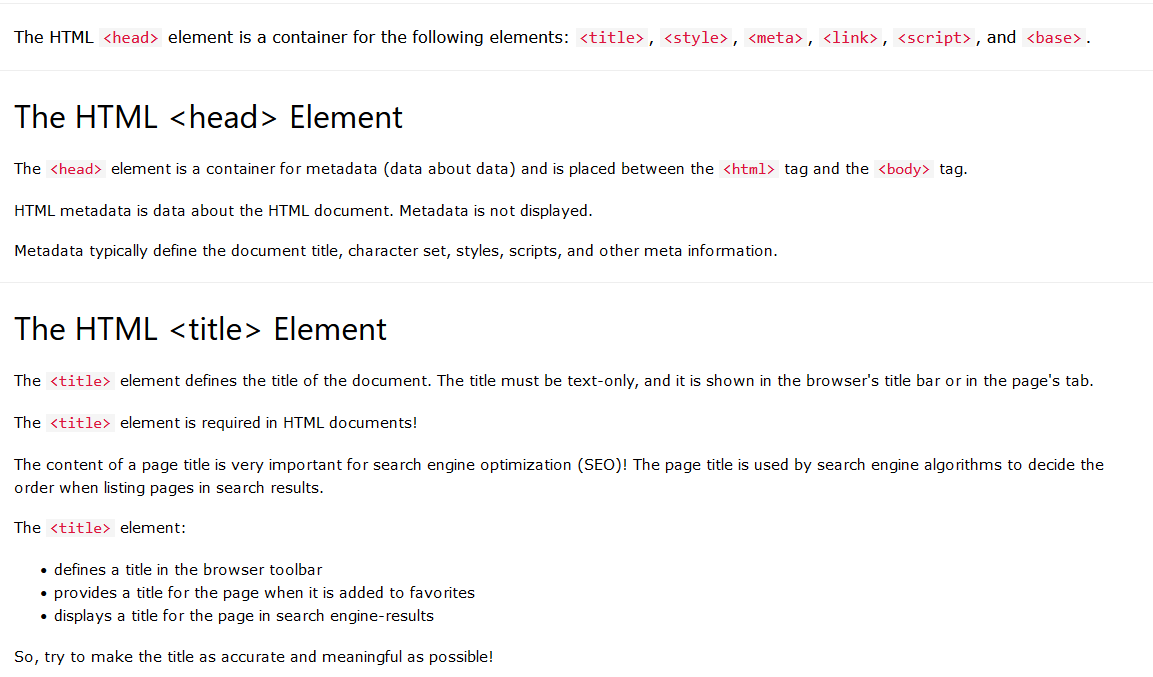 The HTML <head> element is a container for the following elements: <title>, <style>, <meta>, <link>, <script>, and <base>.
The HTML <head> Element
The <head> element is a container for metadata (data about data) and is placed between the <html> tag and the <body> tag.
HTML metadata is data about the HTML document. Metadata is not displayed.
Metadata typically define the document title, character set, styles, scripts, and other meta information.
The HTML <title> Element
The <title> element defines the title of the document. The title must be text-only, and it is shown in the browser's title bar or in the page's tab.
The <title> element is required in HTML documents!
The content of a page title is very important for search engine optimization (SEO)! The page title is used by search engine algorithms to decide the
order when listing pages in search results.
The <title> element:
• defines a title in the browser toolbar
• provides a title for the page when it is added to favorites
• displays a title for the page in search engine-results
So, try to make the title as accurate and meaningful as possible!